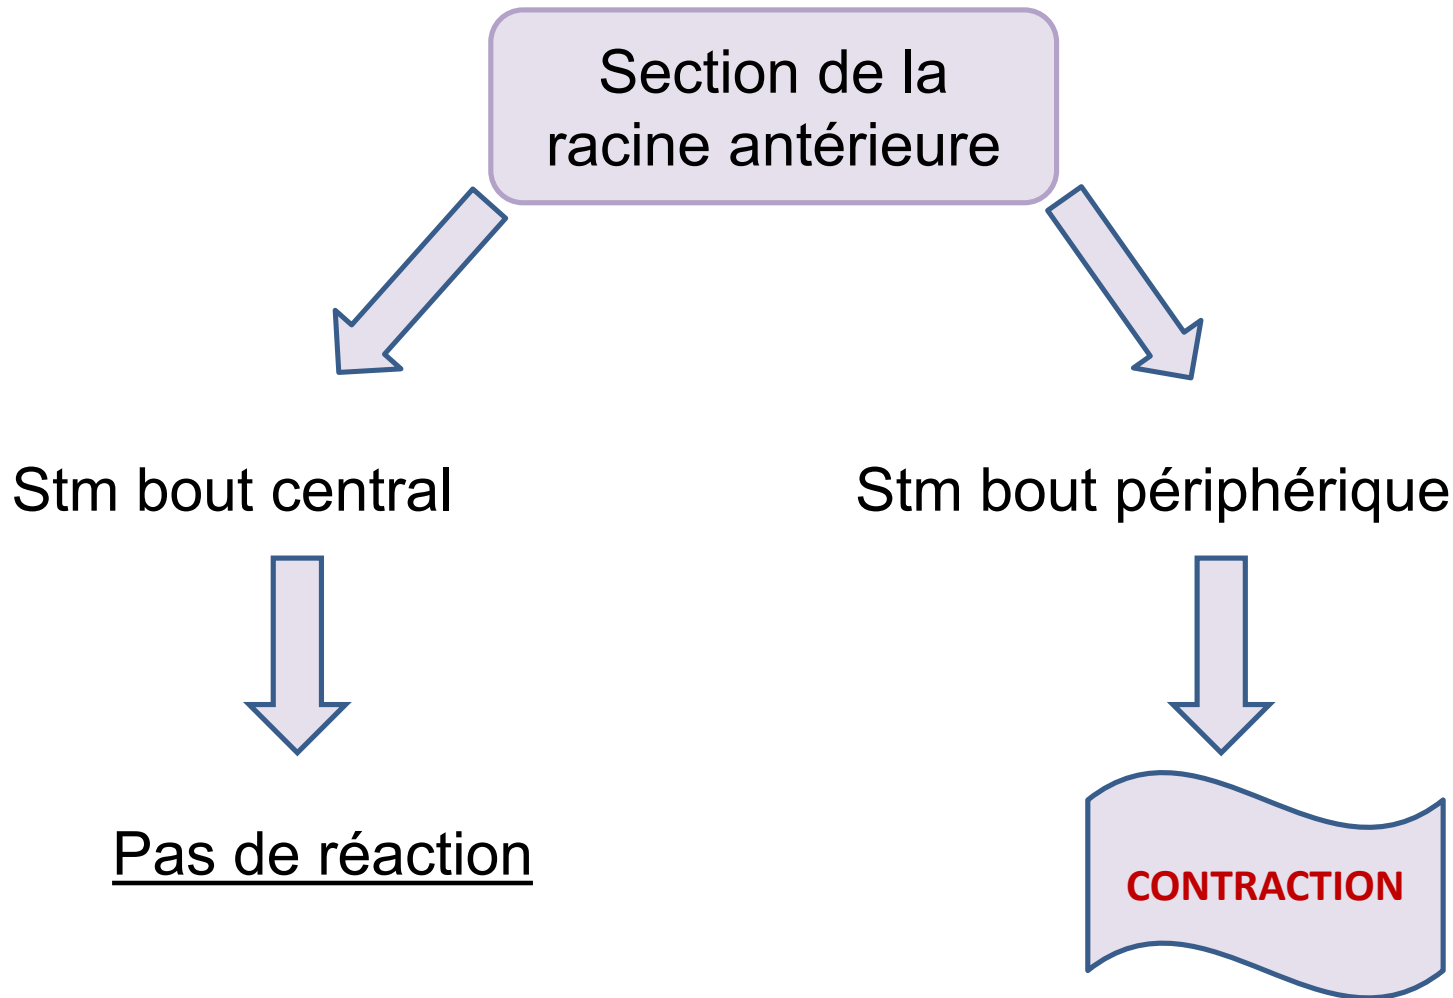 Section de la
racine antérieure
Stm bout central
Stm bout périphérique
Pas de réaction
CONTRACTION